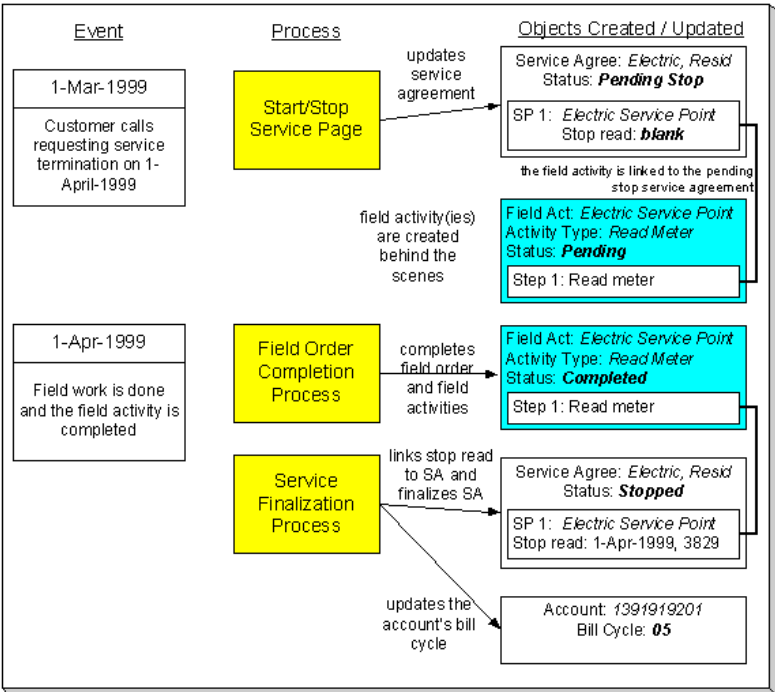 Event
Process
Objects Created / Updated
1-Mar-1999
Customer calls
requesting service
termination on 1-
April-1999
Start/Stop
Service Page
updates
service
agreement
Service Agree: Electric, Resid
Status: Pending Stop
SP 1: Electric Service Point
Stop read: blank
the field activity is linked to the pending
stop service agreement
field activity(ies)
are created
behind the
scenes
Field Act: Electric Service Point
Activity Type: Read Meter
Status: Pending
Step 1: Read meter
1-Apr-1999
Field work is done
and the field activity is
completed
Field Order
Completion
Process
completes
field order
and field
activities
Field Act: Electric Service Point
Activity Type: Read Meter
Status: Completed
Step 1: Read meter
Service
Finalization
Process
links stop read
to SA and
finalizes SA
Service Agree: Electric, Resid
Status: Stopped
SP 1: Electric Service Point
Stop read: 1-Apr-1999, 3829
updates the
account's bill
cycle
Account: 1391919201
Bill Cycle: 05